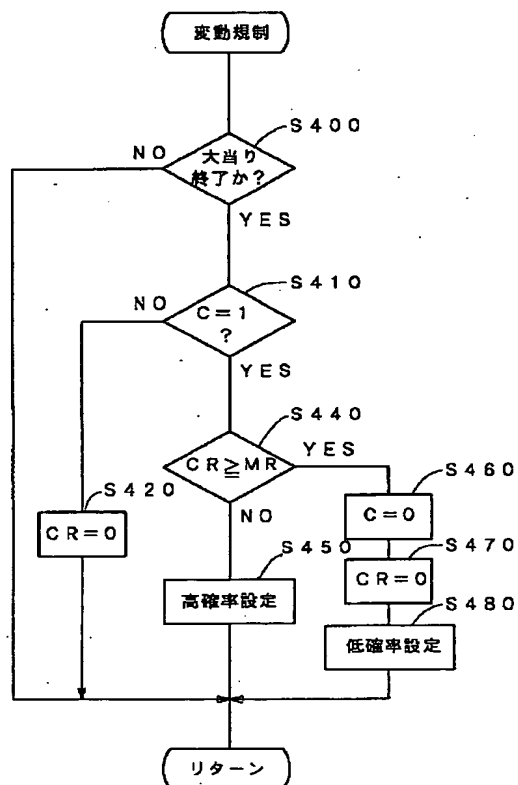 変動規制
S400
NO
大当り
終了か?
YES
S410
NO
C=1
?
YES
S440
CR≧MR
YES
S420
CR=0
NO
S460
C=0
S450
高確率設定
S470
CR=0
S480
低確率設定
リターン